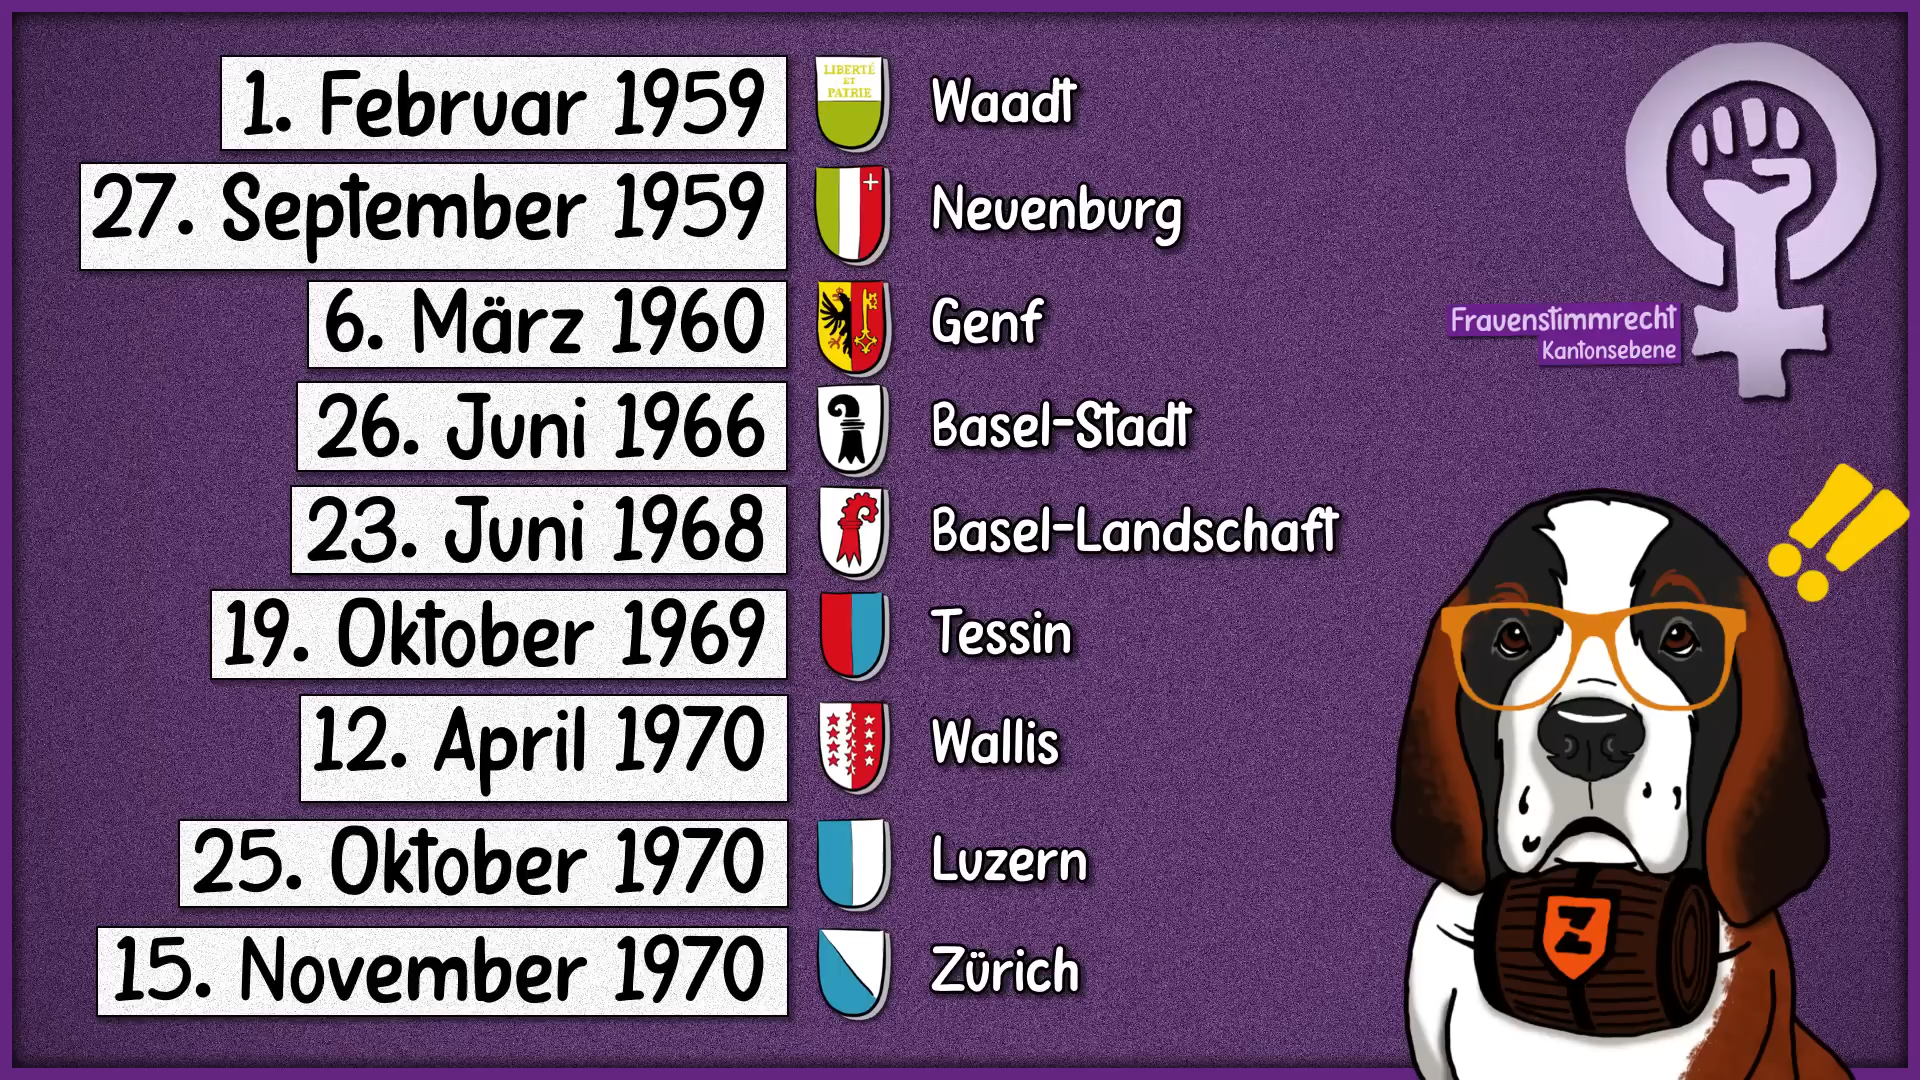 1. Februar 1959
LIBERTÉ
ET
PATRIE
Waadt
27. September 1959
Neuenburg
6. März 1960
Genf
26. Juni 1966
Basel-Stadt
23. Juni 1968
Basel-Landschaft
19. Oktober 1969
Tessin
12. April 1970
Wallis
25. Oktober 1970
Luzern
15. November 1970
Zürich
Frauenstimmrecht
Kantonsebene
Z